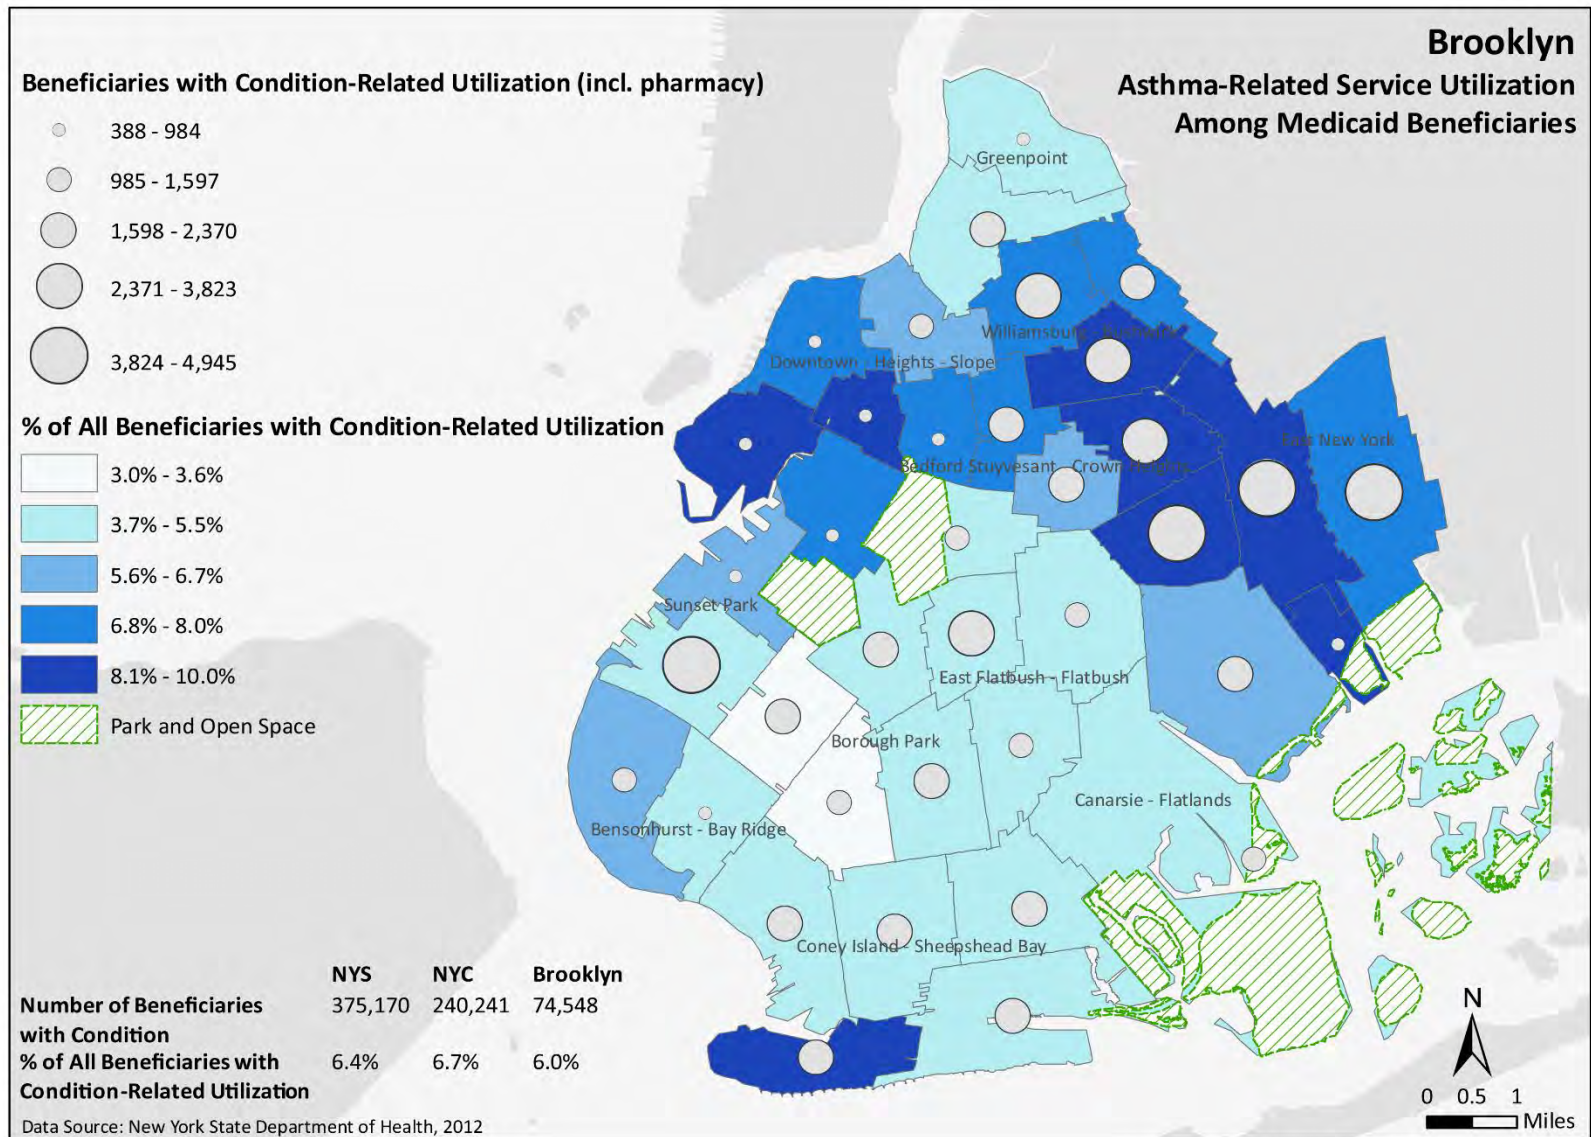 Brooklyn
Asthma-Related Service Utilization
Among Medicaid Beneficiaries
Beneficiaries with Condition-Related Utilization (incl. pharmacy)
388 - 984
985 - 1,597
1,598 - 2,370
2,371 - 3,823
3,824 - 4,945
% of All Beneficiaries with Condition-Related Utilization
3.0% - 3.6%
3.7% - 5.5%
5.6% - 6.7%
6.8% - 8.0%
8.1% - 10.0%
Park and Open Space
Greenpoint
Williamsburg - Bushwick
Downtown - Heights - Slope
East New York
Bedford Stuyvesant - Crown Heights
Sunset Park
East Flatbush - Flatbush
Borough Park
Canarsie - Flatlands
Bensonhurst - Bay Ridge
Coney Island - Sheepshead Bay
NYS NYC Brooklyn
Number of Beneficiaries 375,170 240,241 74,548
with Condition
% of All Beneficiaries with 6.4% 6.7% 6.0%
Condition-Related Utilization
Data Source: New York State Department of Health, 2012
N
0 0.5 1
Miles